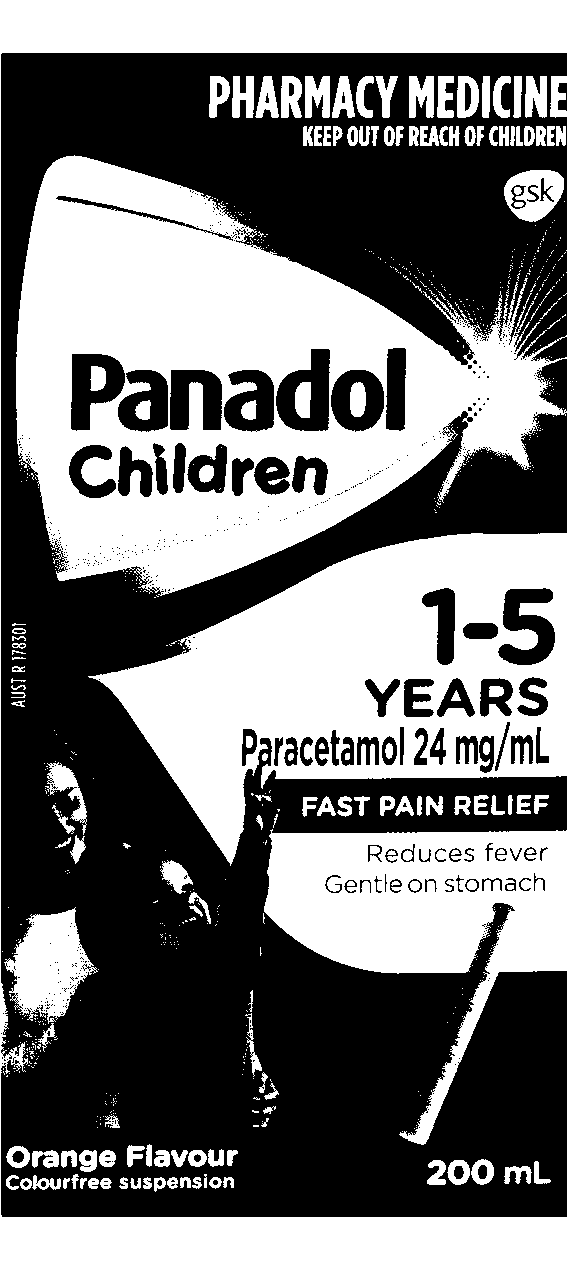 PHARMACY MEDICINE
KEEP OUT OF REACH OF CHILDREN
gsk
Panadol
Children
1-5
YEARS
Paracetamol 24 mg/mL
FAST PAIN RELIEF
Reduces fever
Gentle on stomach
AUST R 178301
Orange Flavour
Colourfree suspension
200 mL